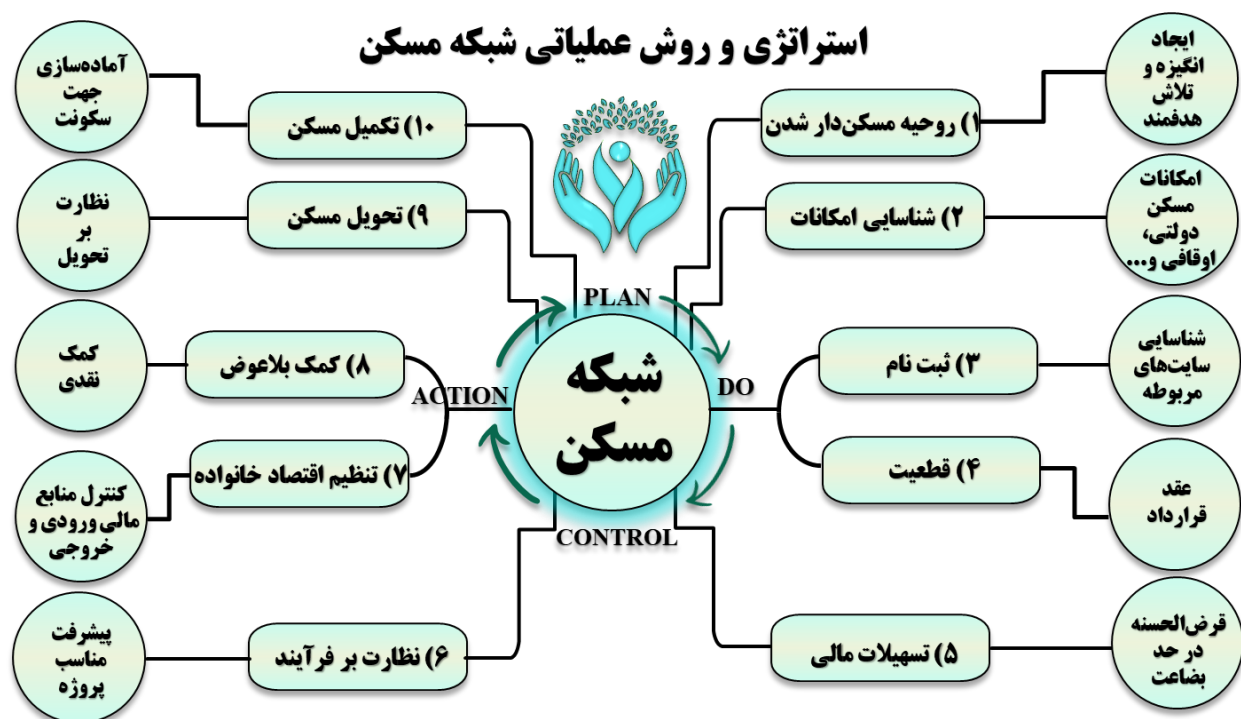 استراتژی و روش عملیاتی شبکه مسکن
ایجاد
انگیزه و
تلاش
هدفمند
۱) روحیه مسکن‌دار شدن
امکانات
مسکن
دولتی،
اوقافی و...
۲) شناسایی امکانات
شناسایی
سایت‌های
مربوطه
۳) ثبت نام
عقد
قرارداد
۴) قطعیت
قرض‌الحسنه
در حد
بضاعت
۵) تسهیلات مالی
PLAN
DO
CONTROL
ACTION
شبکه
مسکن
۶) نظارت بر فرآیند
پیشرفت
مناسب
پروژه
۷) تنظیم اقتصاد خانواده
کنترل منابع
مالی ورودی و
خروجی
۸) کمک بلاعوض
کمک
نقدی
۹) تحویل مسکن
نظارت
بر
تحویل
۱۰) تکمیل مسکن
آماده‌سازی
جهت
سکونت